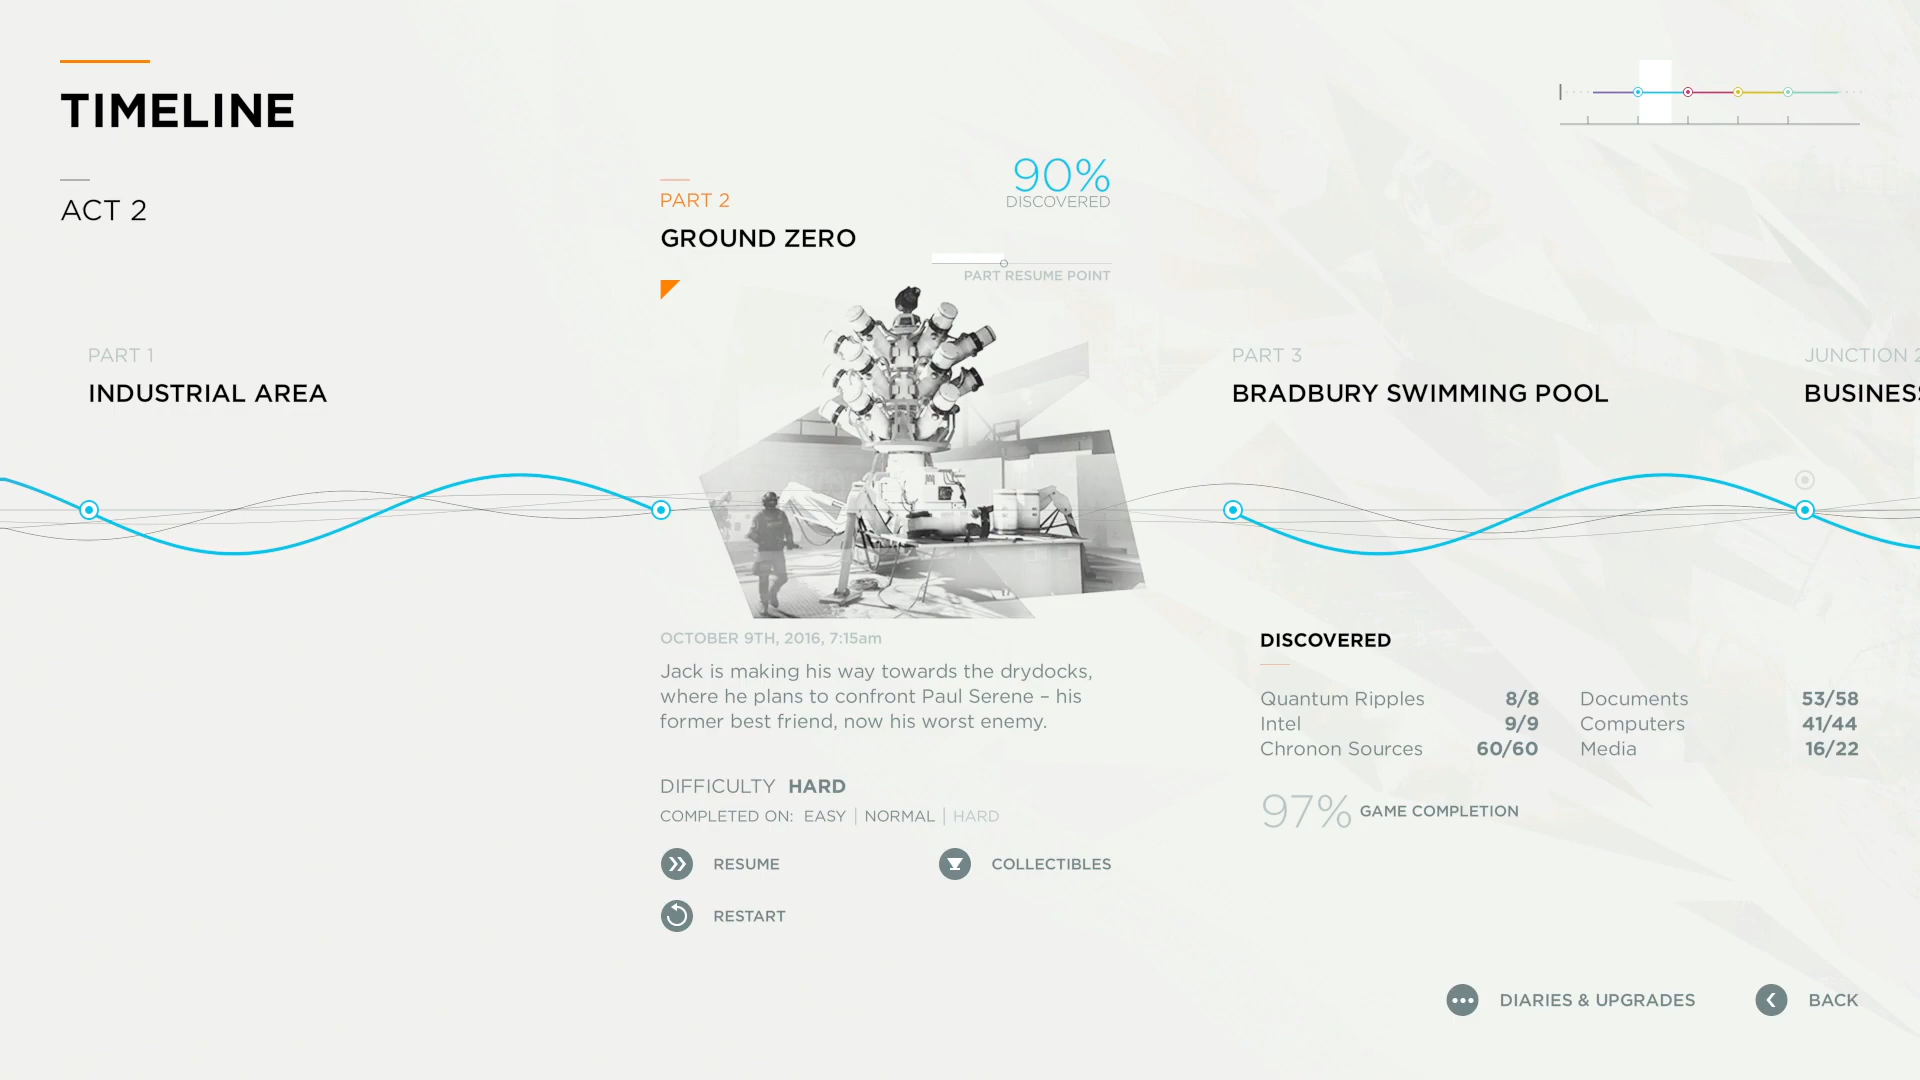 TIMELINE
ACT 2
PART 1
INDUSTRIAL AREA
PART 2
GROUND ZERO
90%
DISCOVERED
PART RESUME POINT
OCTOBER 9TH, 2016, 7:15am
Jack is making his way towards the drydocks,
where he plans to confront Paul Serene – his
former best friend, now his worst enemy.
DIFFICULTY HARD
COMPLETED ON: EASY | NORMAL | HARD
RESUME
COLLECTIBLES
RESTART
PART 3
BRADBURY SWIMMING POOL
JUNCTION 2
BUSINESS
DISCOVERED
Quantum Ripples 8/8
Intel 9/9
Chronon Sources 60/60
Documents 53/58
Computers 41/44
Media 16/22
97% GAME COMPLETION
DIARIES & UPGRADES
BACK